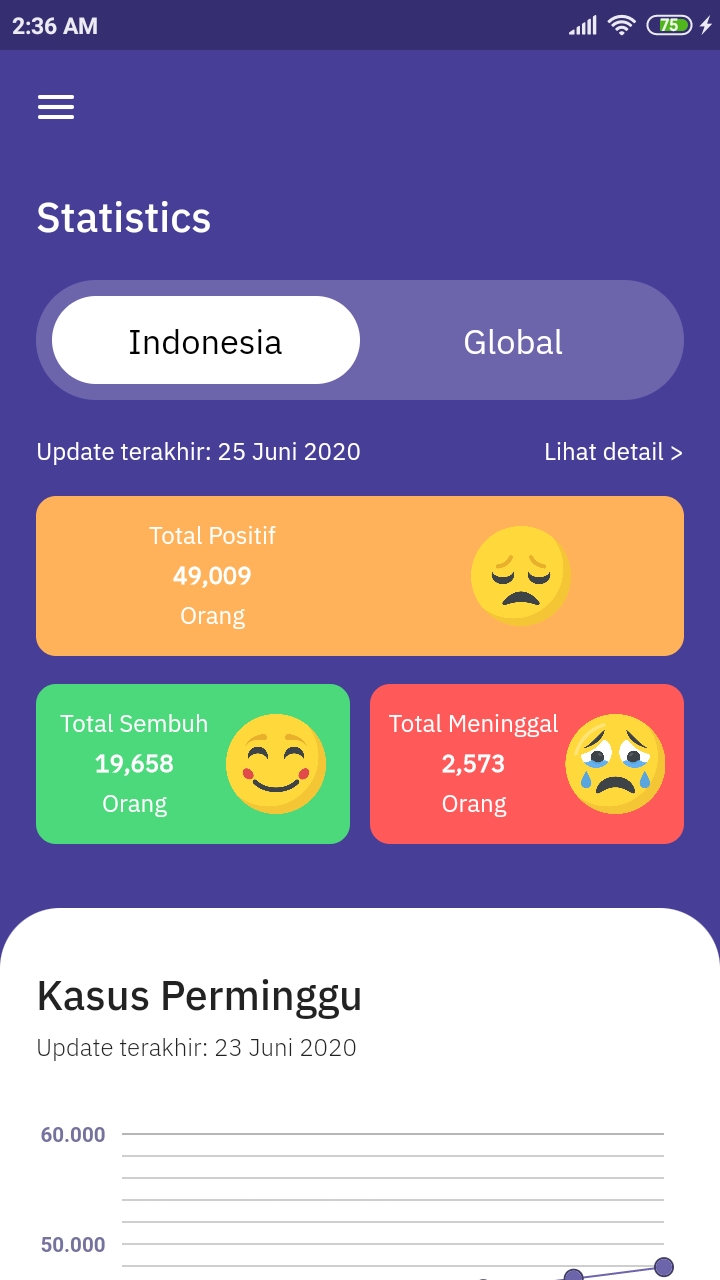 2:36 AM
75
Statistics
Indonesia
Global
Update terakhir: 25 Juni 2020
Lihat detail >
Total Positif
49,009
Orang
Total Sembuh
19,658
Orang
Total Meninggal
2,573
Orang
Kasus Perminggu
Update terakhir: 23 Juni 2020
60.000
50.000